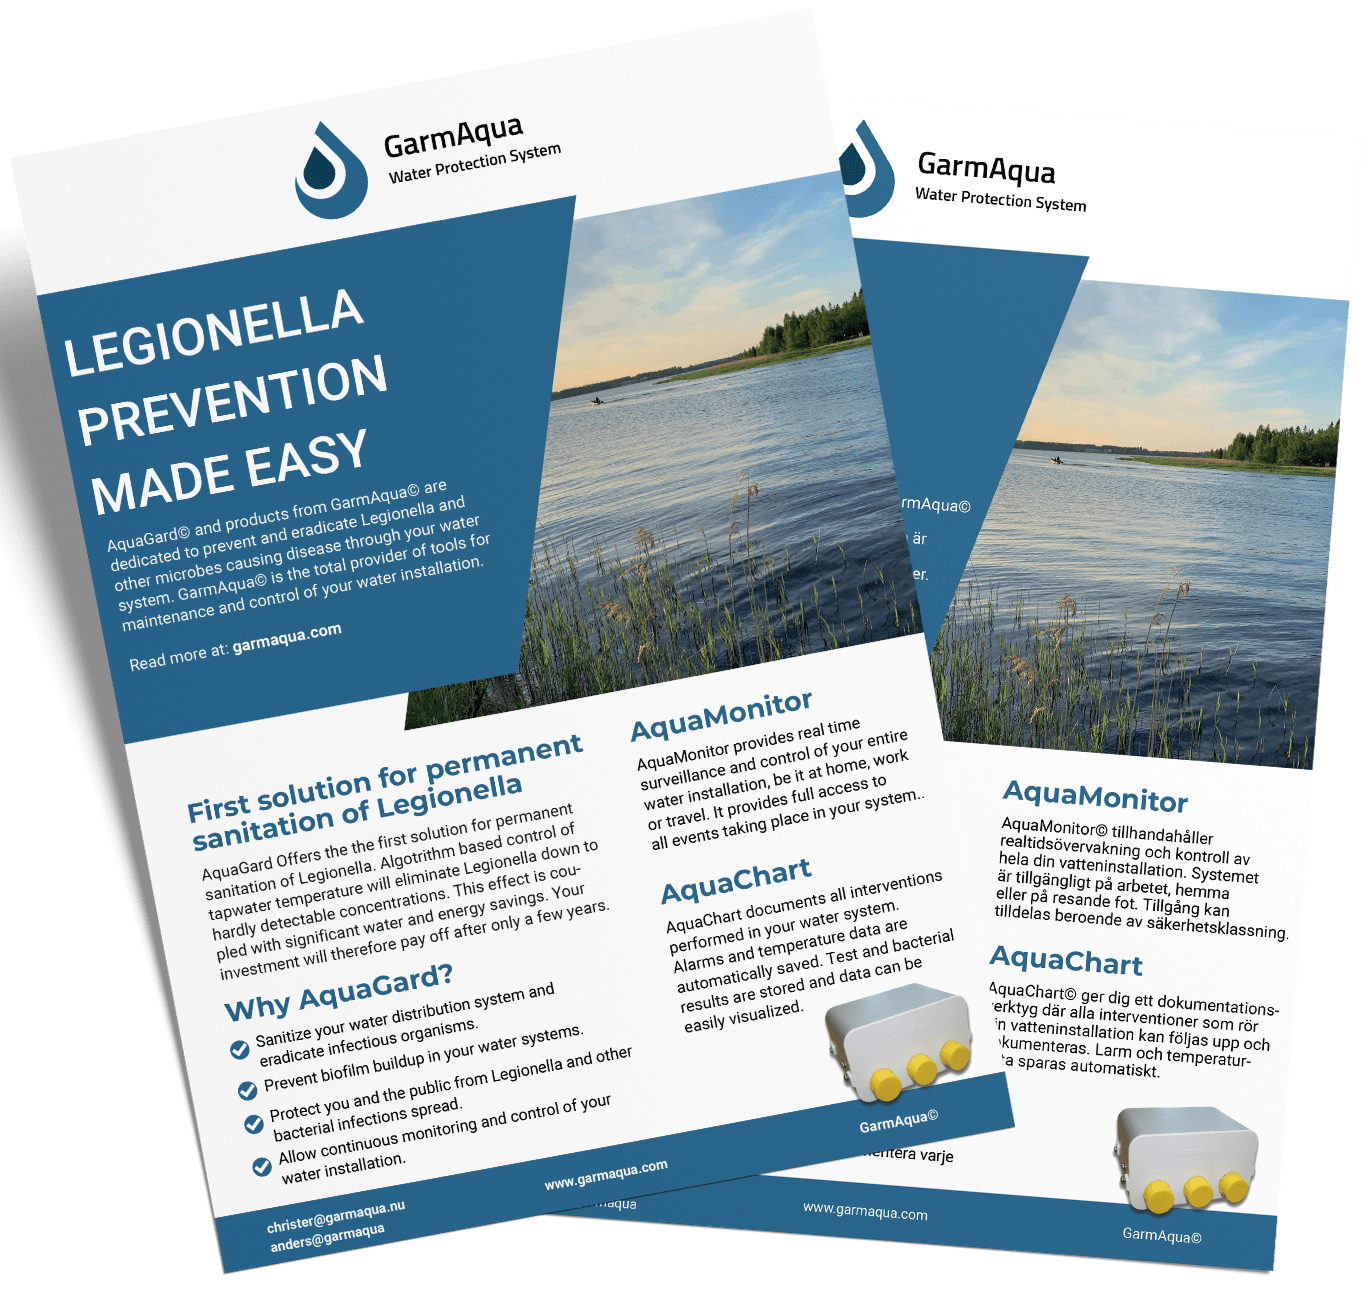 GarmAqua
Water Protection System
LEGIONELLA
PREVENTION
MADE EASY
AquaGard© and products from GarmAqua© are
dedicated to prevent and eradicate Legionella and
other microbes causing disease through your water
system. GarmAqua© is the total provider of tools for
maintenance and control of your water installation.
Read more at: garmaqua.com
First solution for permanent
sanitation of Legionella
AquaGard Offers the the first solution for permanent
sanitation of Legionella. Algotrithm based control of
tapwater temperature will eliminate Legionella down to
hardly detectable concentrations. This effect is cou-
pled with significant water and energy savings. Your
investment will therefore pay off after only a few years.
Why AquaGard?
Sanitize your water distribution system and
eradicate infectious organisms.
Prevent biofilm buildup in your water systems.
Protect you and the public from Legionella and other
bacterial infections spread.
Allow continuous monitoring and control of your
water installation.
AquaMonitor
AquaMonitor provides real time
surveillance and control of your entire
water installation, be it at home, work
or travel. It provides full access to
all events taking place in your system..
AquaChart
AquaChart documents all interventions
performed in your water system.
Alarms and temperature data are
automatically saved. Test and bacterial
results are stored and data can be
easily visualized.
christer@garmaqua.nu
anders@garmaqua
www.garmaqua.com
GarmAqua©
GarmAqua
Water Protection System
rmAqua©
är
er.
AquaMonitor
AquaMonitor© tillhandahåller
realtidsövervakning och kontroll av
hela din vatteninstallation. Systemet
är tillgängligt på arbetet, hemma
eller på resande fot. Tillgång kan
tilldelas beroende av säkerhetsklassning.
AquaChart
AquaChart© ger dig ett dokumentations-
verktyg där alla interventioner som rör
in vatteninstallation kan följas upp och
okumenteras. Larm och temperatur-
ta sparas automatiskt.
entera varje
maqua
www.garmaqua.com
GarmAqua©